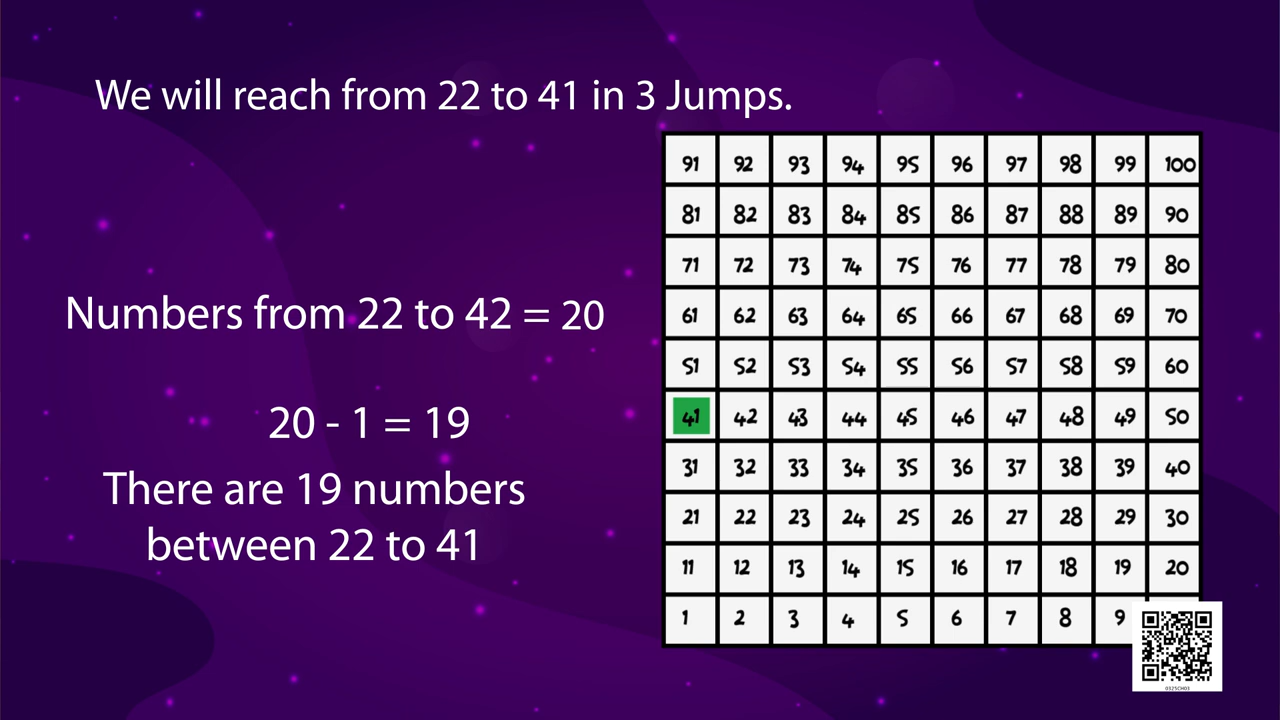 We will reach from 22 to 41 in 3 Jumps.
Numbers from 22 to 42 = 20
20 - 1 = 19
There are 19 numbers
between 22 to 41
91 92 93 94 95 96 97 98 99 100
81 82 83 84 85 86 87 88 89 90
71 72 73 74 75 76 77 78 79 80
61 62 63 64 65 66 67 68 69 70
51 52 53 54 55 56 57 58 59 60
41 42 43 44 45 46 47 48 49 50
31 32 33 34 35 36 37 38 39 40
21 22 23 24 25 26 27 28 29 30
11 12 13 14 15 16 17 18 19 20
1 2 3 4 5 6 7 8 9
0325CH03